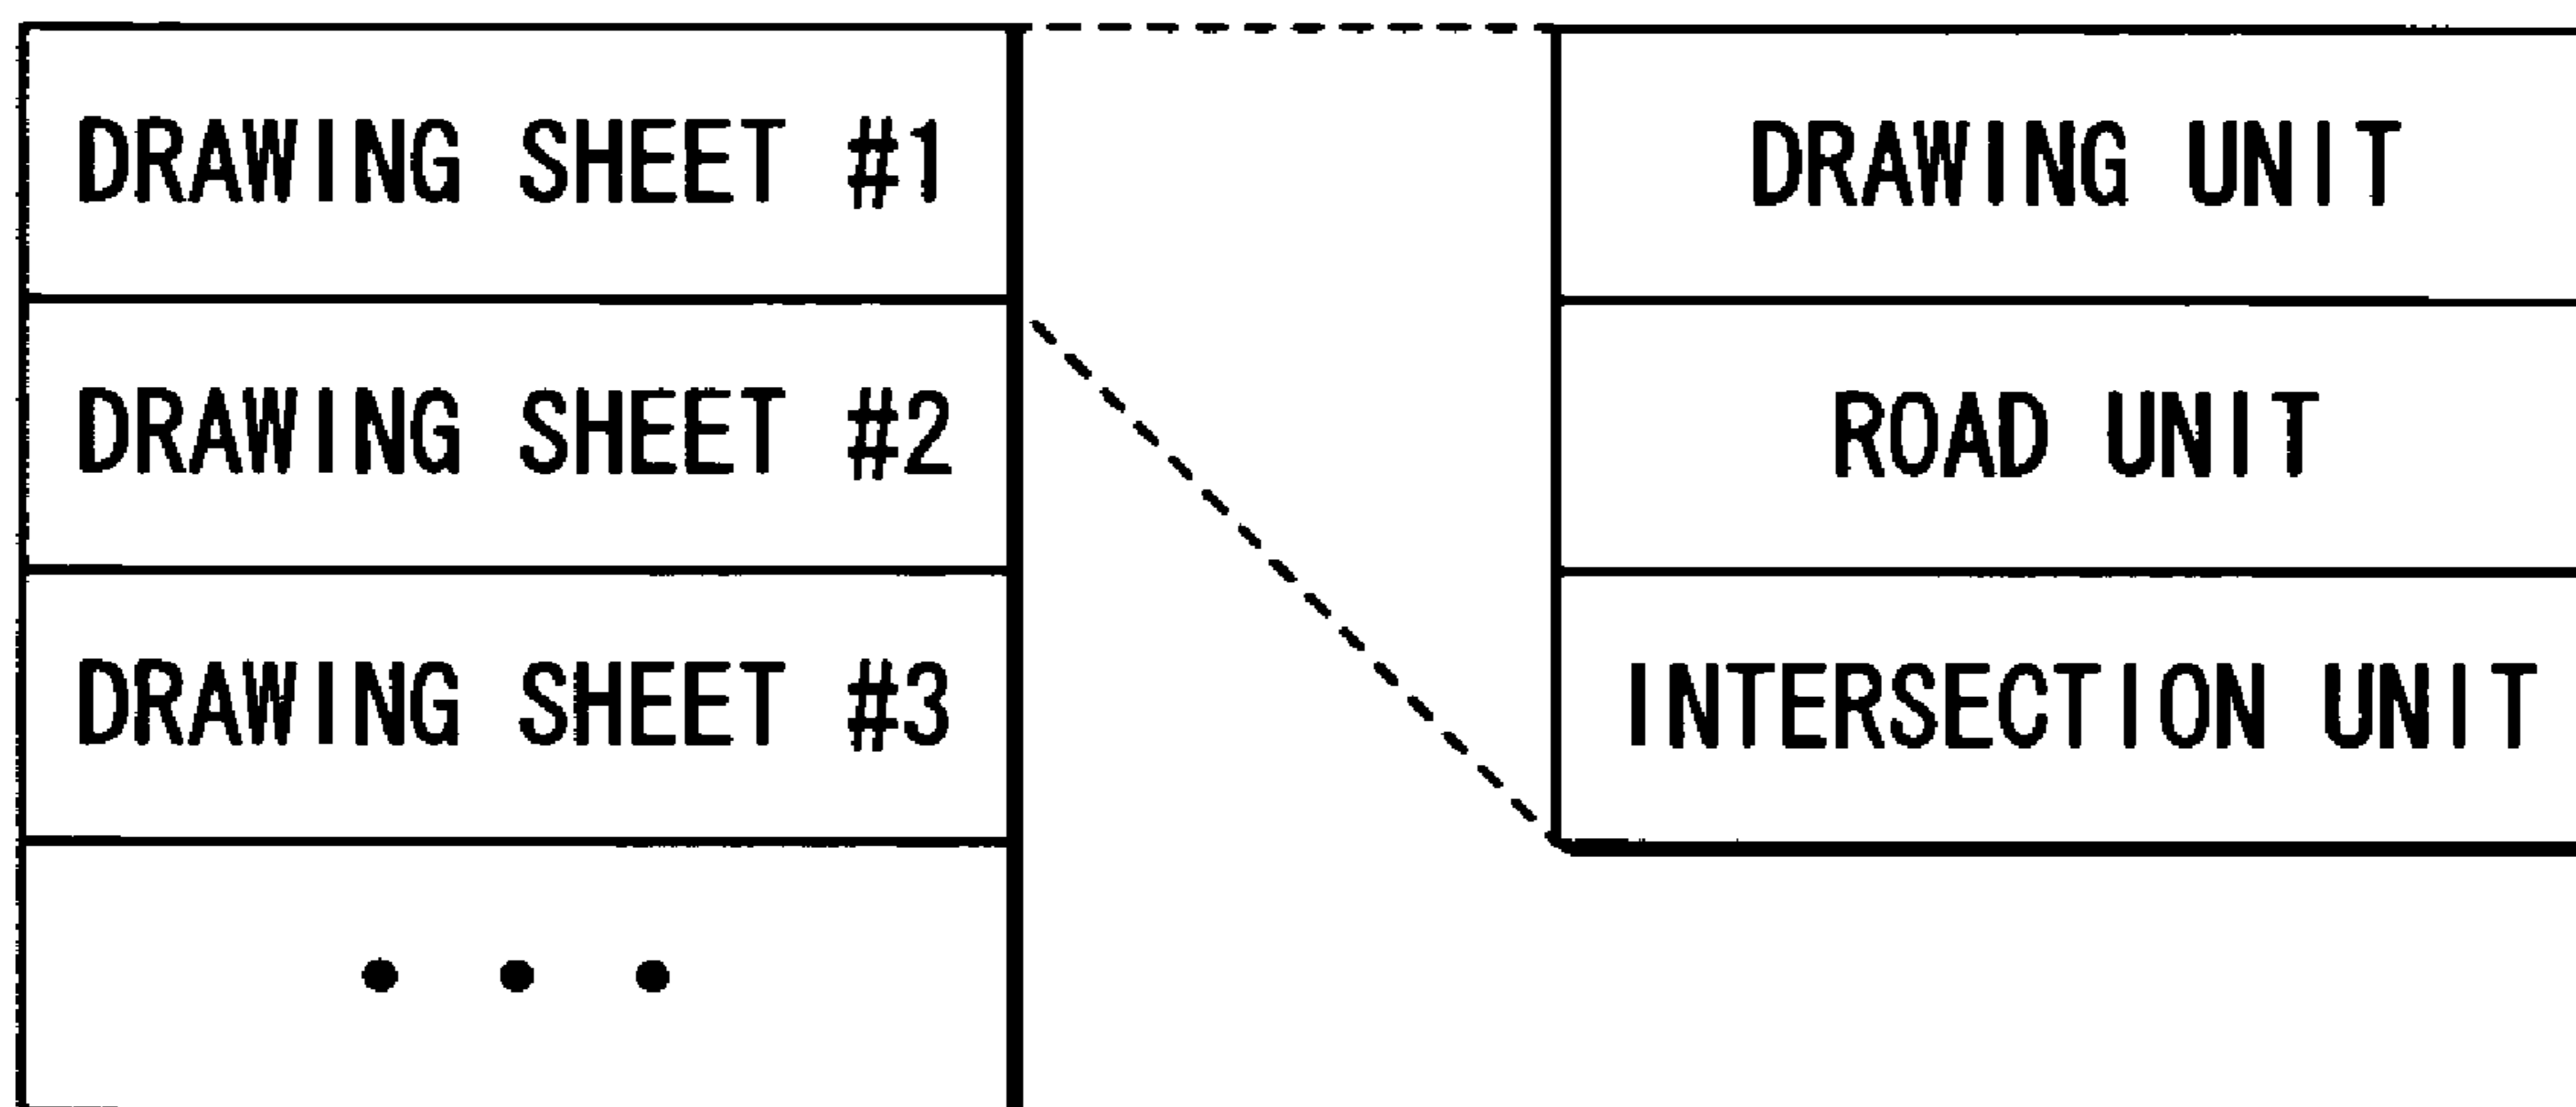 DRAWING SHEET #1
DRAWING SHEET #2
DRAWING SHEET #3
• • •
DRAWING UNIT
ROAD UNIT
INTERSECTION UNIT